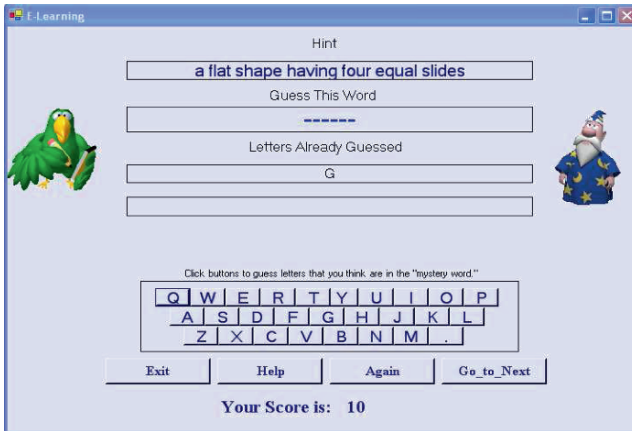 E-Learning
Hint
a flat shape having four equal slides
Guess This Word
------
Letters Already Guessed
G
Click buttons to guess letters that you think are in the "mystery word."
Q W E R T Y U I O P
A S D F G H J K L
Z X C V B N M .
Exit Help Again Go_to_Next
Your Score is: 10